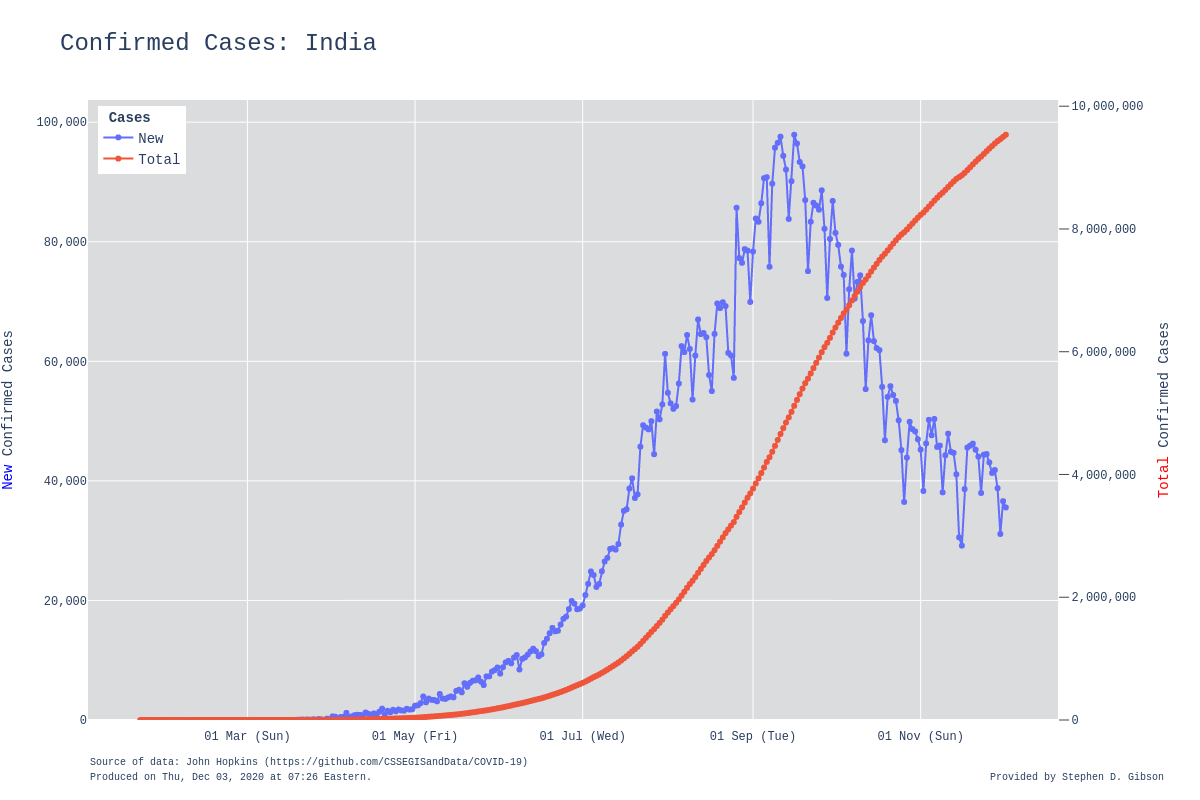 Confirmed Cases: India
Cases
New
Total
100,000
80,000
60,000
40,000
20,000
0
10,000,000
8,000,000
6,000,000
4,000,000
2,000,000
0
New Confirmed Cases
Total Confirmed Cases
01 Mar (Sun)
01 May (Fri)
01 Jul (Wed)
01 Sep (Tue)
01 Nov (Sun)
Source of data: John Hopkins (https://github.com/CSSEGISandData/COVID-19)
Produced on Thu, Dec 03, 2020 at 07:26 Eastern.
Provided by Stephen D. Gibson